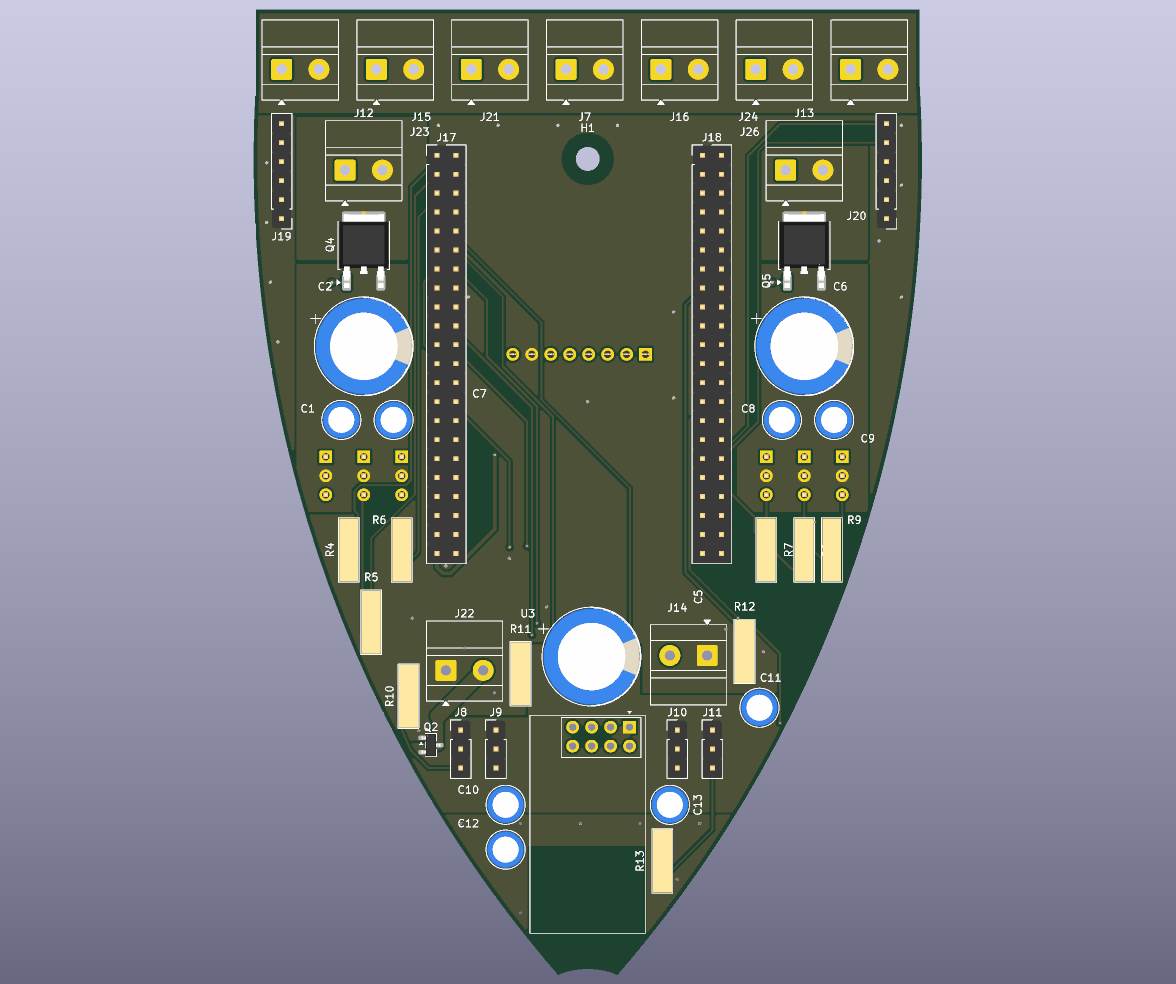 J12 J15 J21 J7 J16 J24 J13
J23 H1 J26
J17 J18
J19 J20
Q4 Q5
C2 C6
+ +
C7
C1 C8
C9
R6 R9
R4 R7
R5
C5
J22 U3 J14 R12
R11 +
R10 C11
J8 J9 J10 J11
Q2
C10
C13
C12
R13